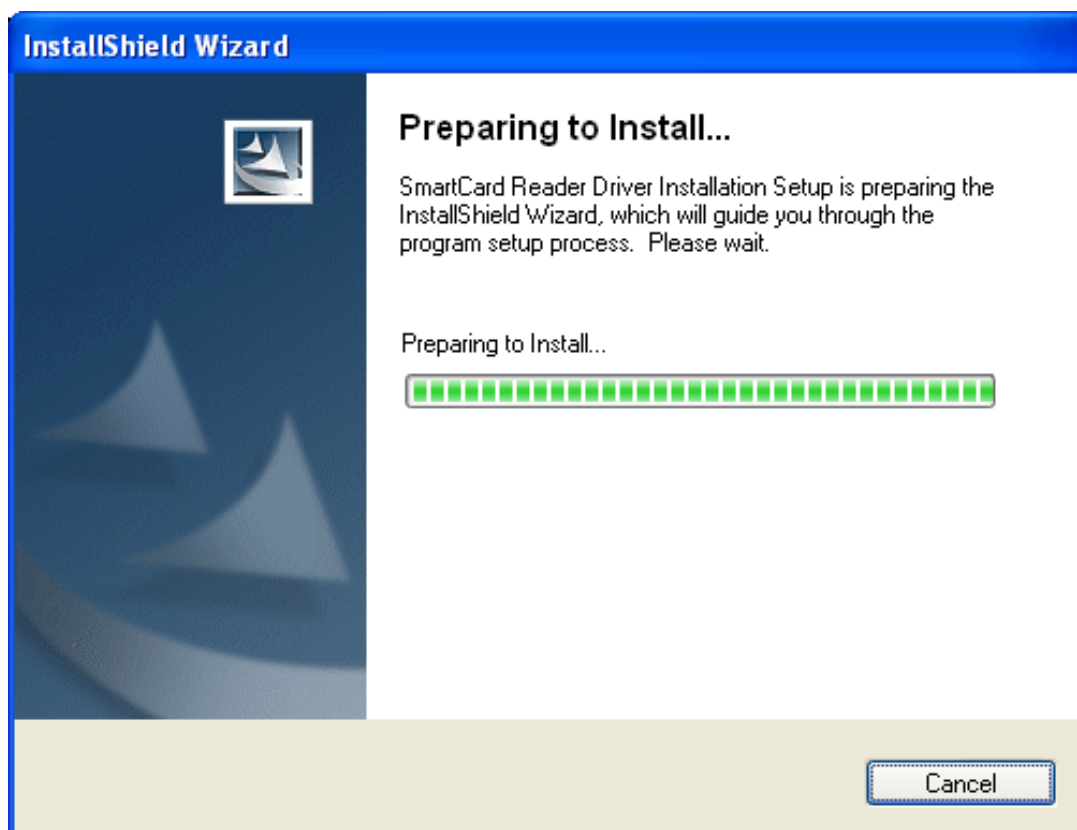 InstallShield Wizard
Preparing to Install...
SmartCard Reader Driver Installation Setup is preparing the
InstallShield Wizard, which will guide you through the
program setup process.  Please wait.
Preparing to Install...
Cancel